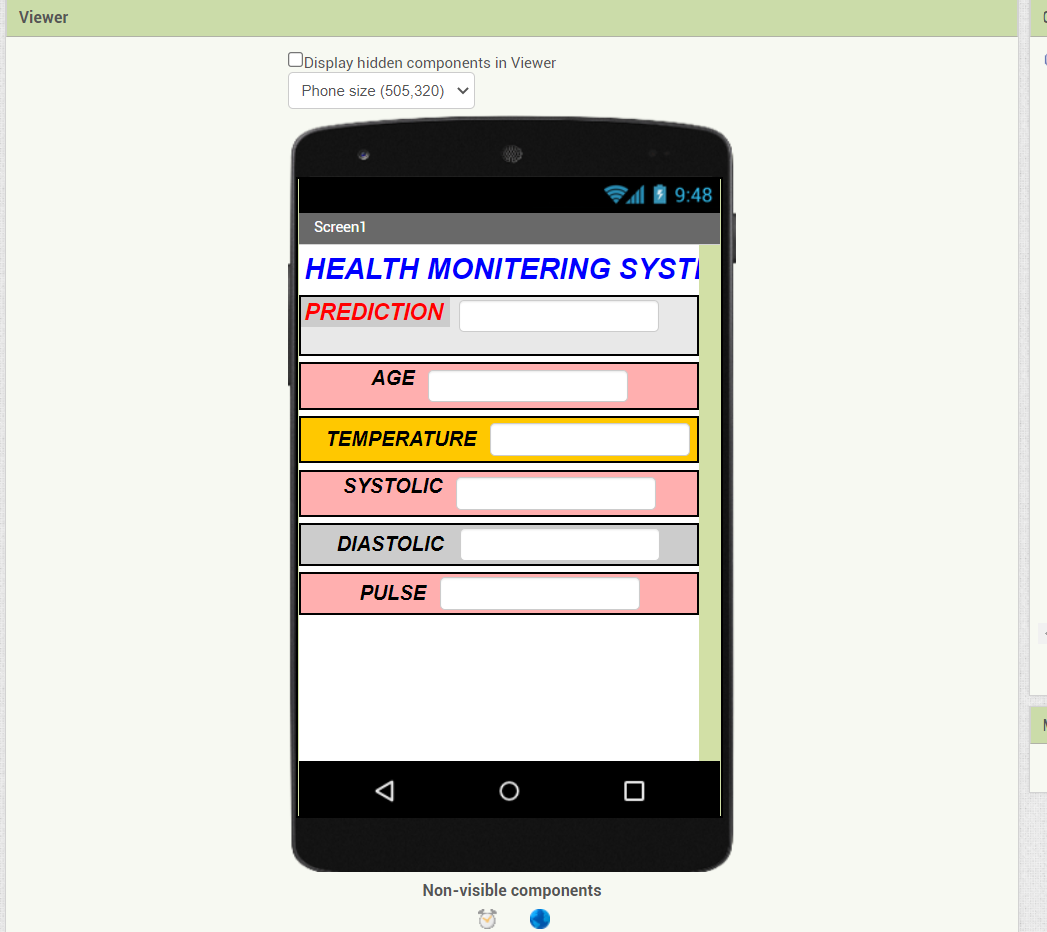 Viewer
Display hidden components in Viewer
Phone size (505,320)
9:48
Screen1
HEALTH MONITERING SYST
PREDICTION
AGE
TEMPERATURE
SYSTOLIC
DIASTOLIC
PULSE
Non-visible components